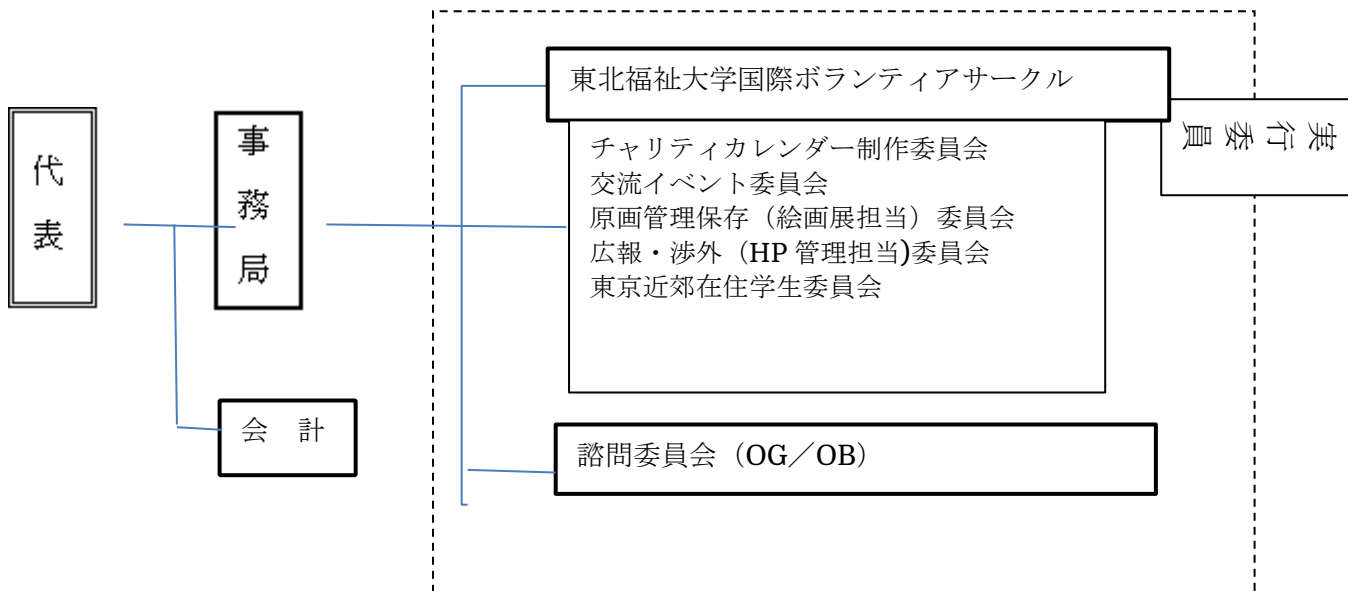 代表
事務局
会　計
東北福祉大学国際ボランティアサークル
実行委員
チャリティカレンダー制作委員会
交流イベント委員会
原画管理保存（絵画展担当）委員会
広報・渉外（HP 管理担当)委員会
東京近郊在住学生委員会
諮問委員会（OG／OB）